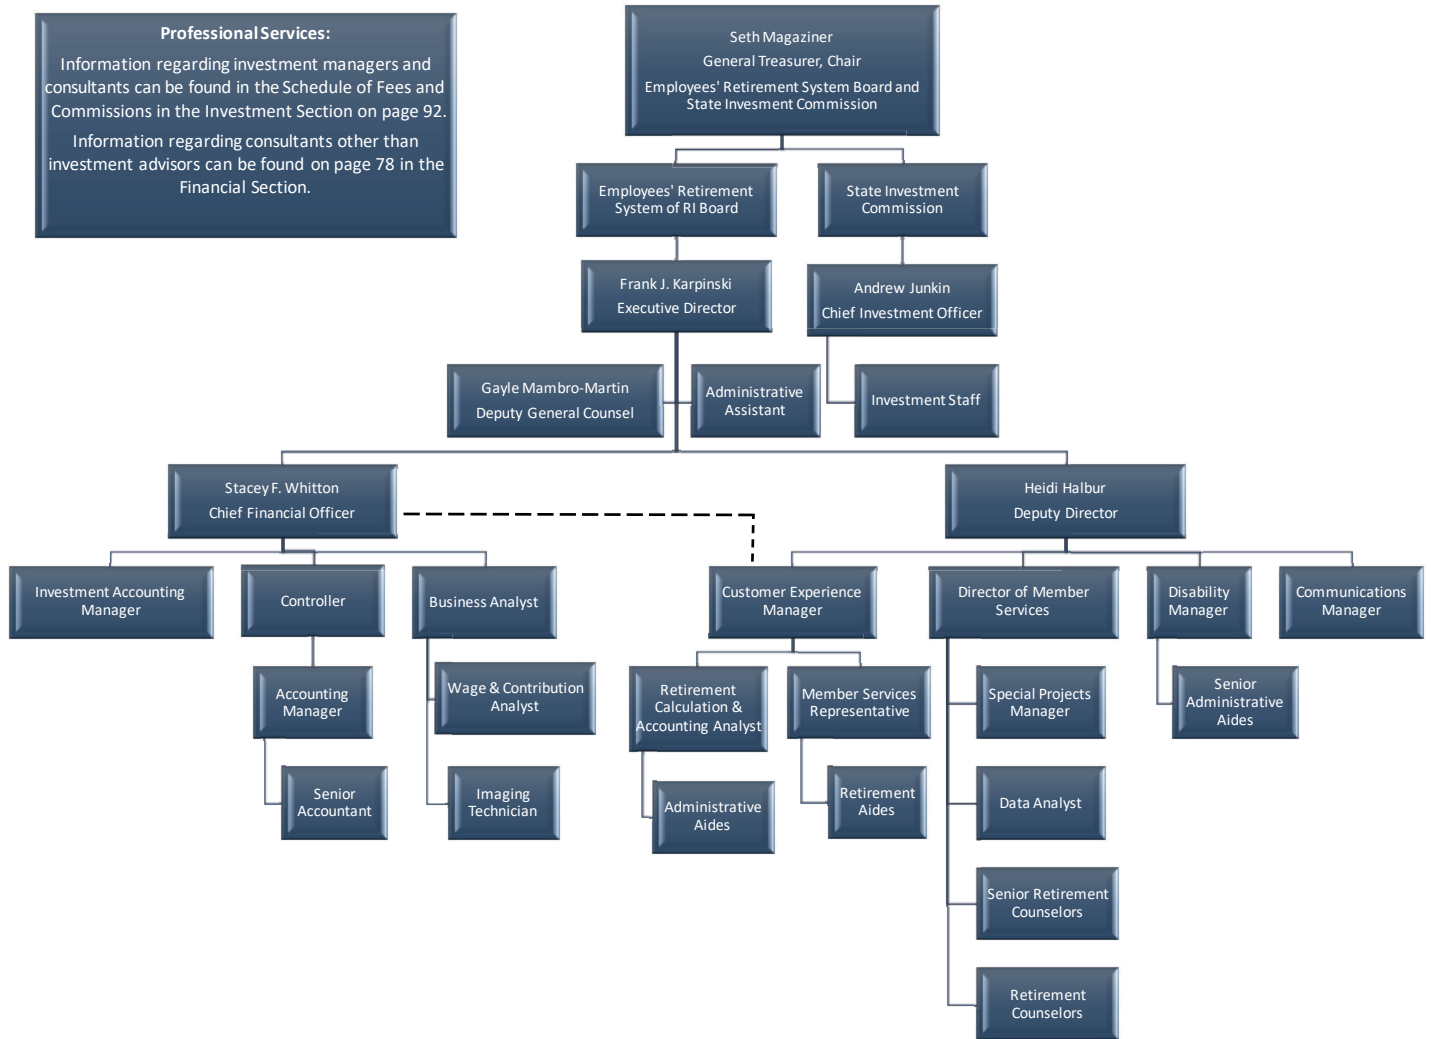 Professional Services:
Information regarding investment managers and
consultants can be found in the Schedule of Fees and
Commissions in the Investment Section on page 92.
Information regarding consultants other than
investment advisors can be found on page 78 in the
Financial Section.
Seth Magaziner
General Treasurer, Chair
Employees' Retirement System Board and
State Invesment Commission
Employees' Retirement
System of RI Board
State Investment
Commission
Frank J. Karpinski
Executive Director
Andrew Junkin
Chief Investment Officer
Gayle Mambro-Martin
Deputy General Counsel
Administrative
Assistant
Investment Staff
Stacey F. Whitton
Chief Financial Officer
Heidi Halbur
Deputy Director
Investment Accounting
Manager
Controller
Business Analyst
Customer Experience
Manager
Director of Member
Services
Disability
Manager
Communications
Manager
Accounting
Manager
Wage & Contribution
Analyst
Retirement
Calculation &
Accounting Analyst
Member Services
Representative
Special Projects
Manager
Senior
Administrative
Aides
Senior
Accountant
Imaging
Technician
Administrative
Aides
Retirement
Aides
Data Analyst
Senior Retirement
Counselors
Retirement
Counselors